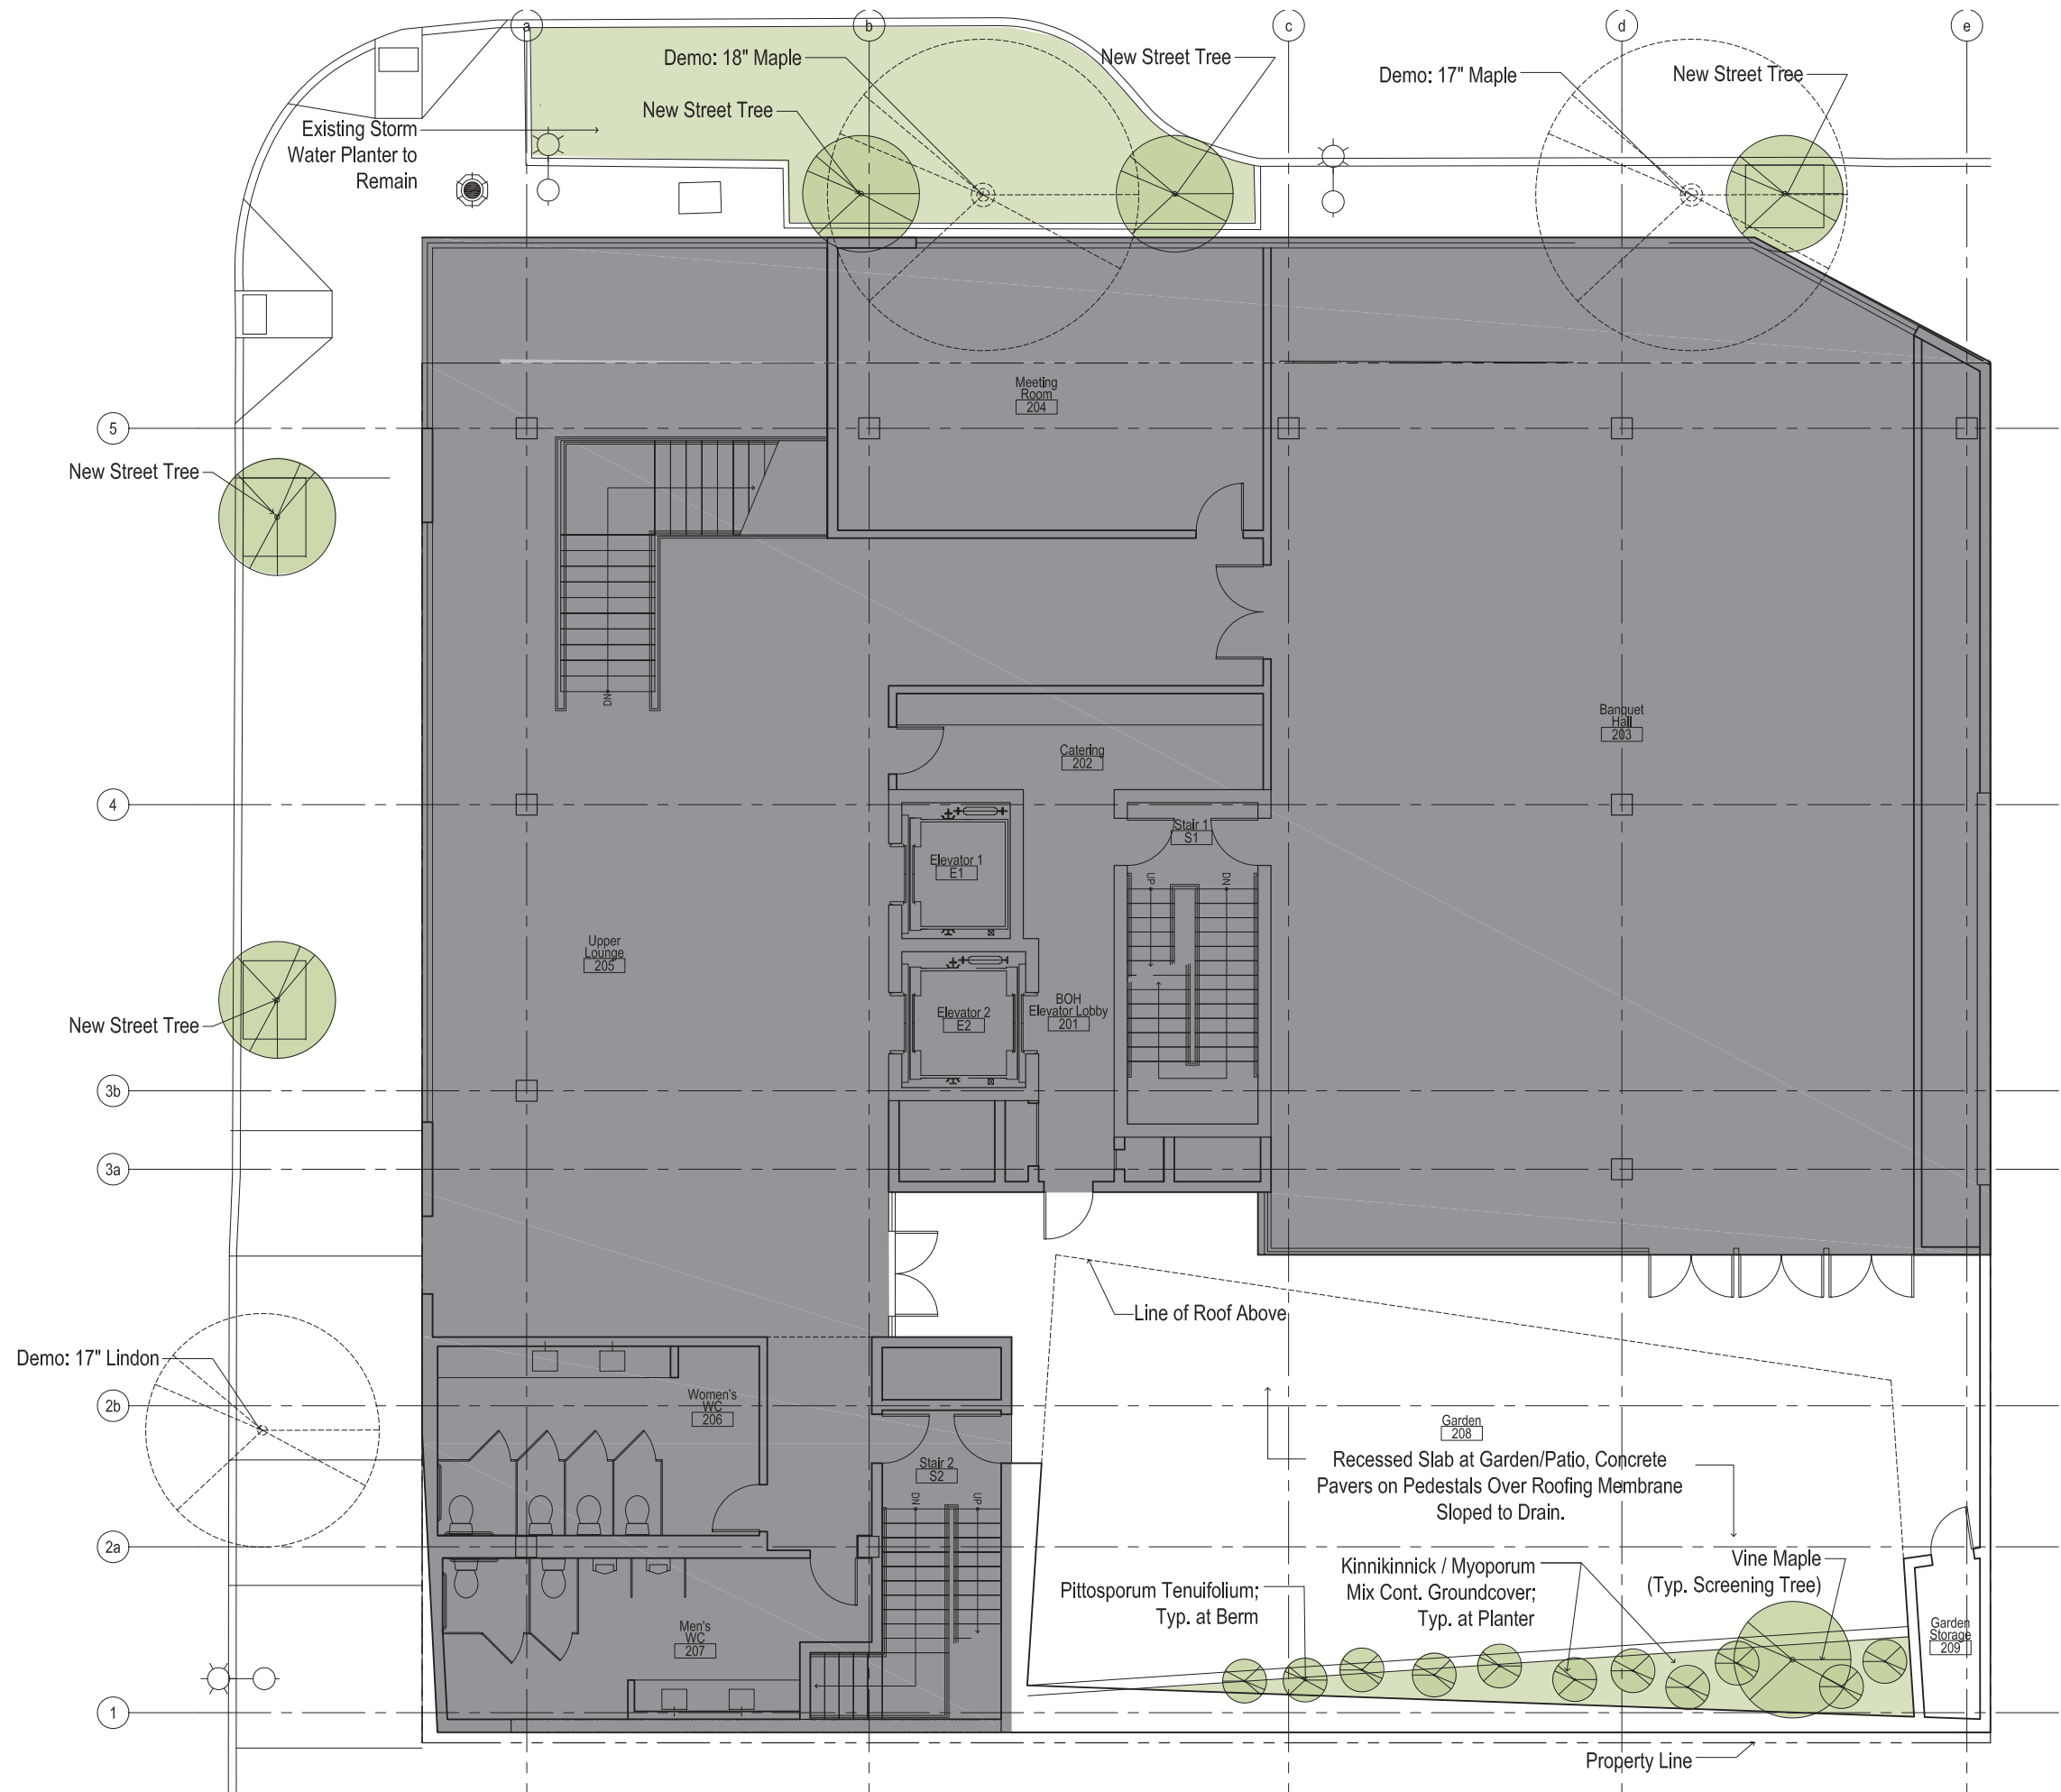 a
b
c
d
e
Demo: 18" Maple
New Street Tree
Demo: 17" Maple
New Street Tree
New Street Tree
Existing Storm
Water Planter to
Remain
Meeting
Room
204
5
New Street Tree
DN
Banquet
Hall
203
Catering
202
4
Stair 1
S1
Elevator 1
E1
UP
DN
Upper
Lounge
205
Elevator 2
E2
BOH
Elevator Lobby
201
New Street Tree
3b
3a
Line of Roof Above
Demo: 17" Lindon
Women's
WC
206
2b
Garden
208
Recessed Slab at Garden/Patio, Concrete
Pavers on Pedestals Over Roofing Membrane
Sloped to Drain.
Stair 2
S2
DN
UP
2a
Pittosporum Tenuifolium;
Typ. at Berm
Kinnikinnick / Myoporum
Mix Cont. Groundcover;
Typ. at Planter
Vine Maple
(Typ. Screening Tree)
Men's
WC
207
Garden
Storage
209
1
Property Line